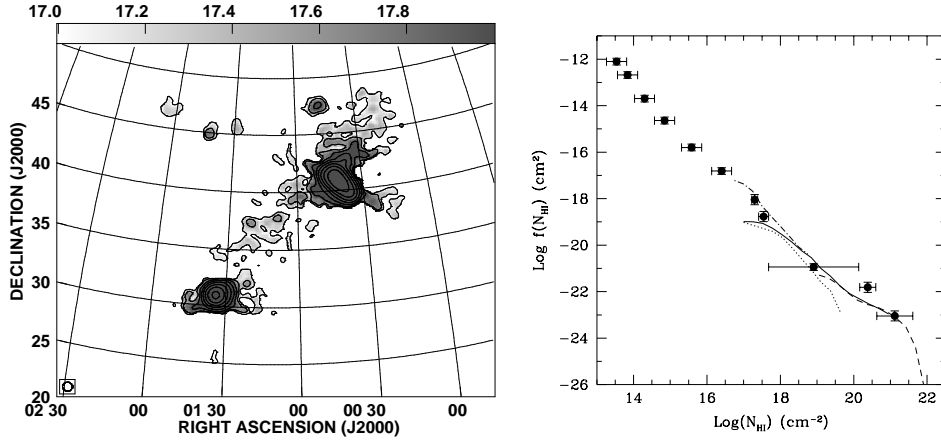 17.0 17.2 17.4 17.6 17.8
DECLINATION (J2000)
45
40
35
30
25
20
02 30 00 01 30 00 00 30 00
RIGHT ASCENSION (J2000)
Log f(N_HI) (cm²)
-12
-14
-16
-18
-20
-22
-24
-26
14 16 18 20 22
Log(N_HI) (cm⁻²)